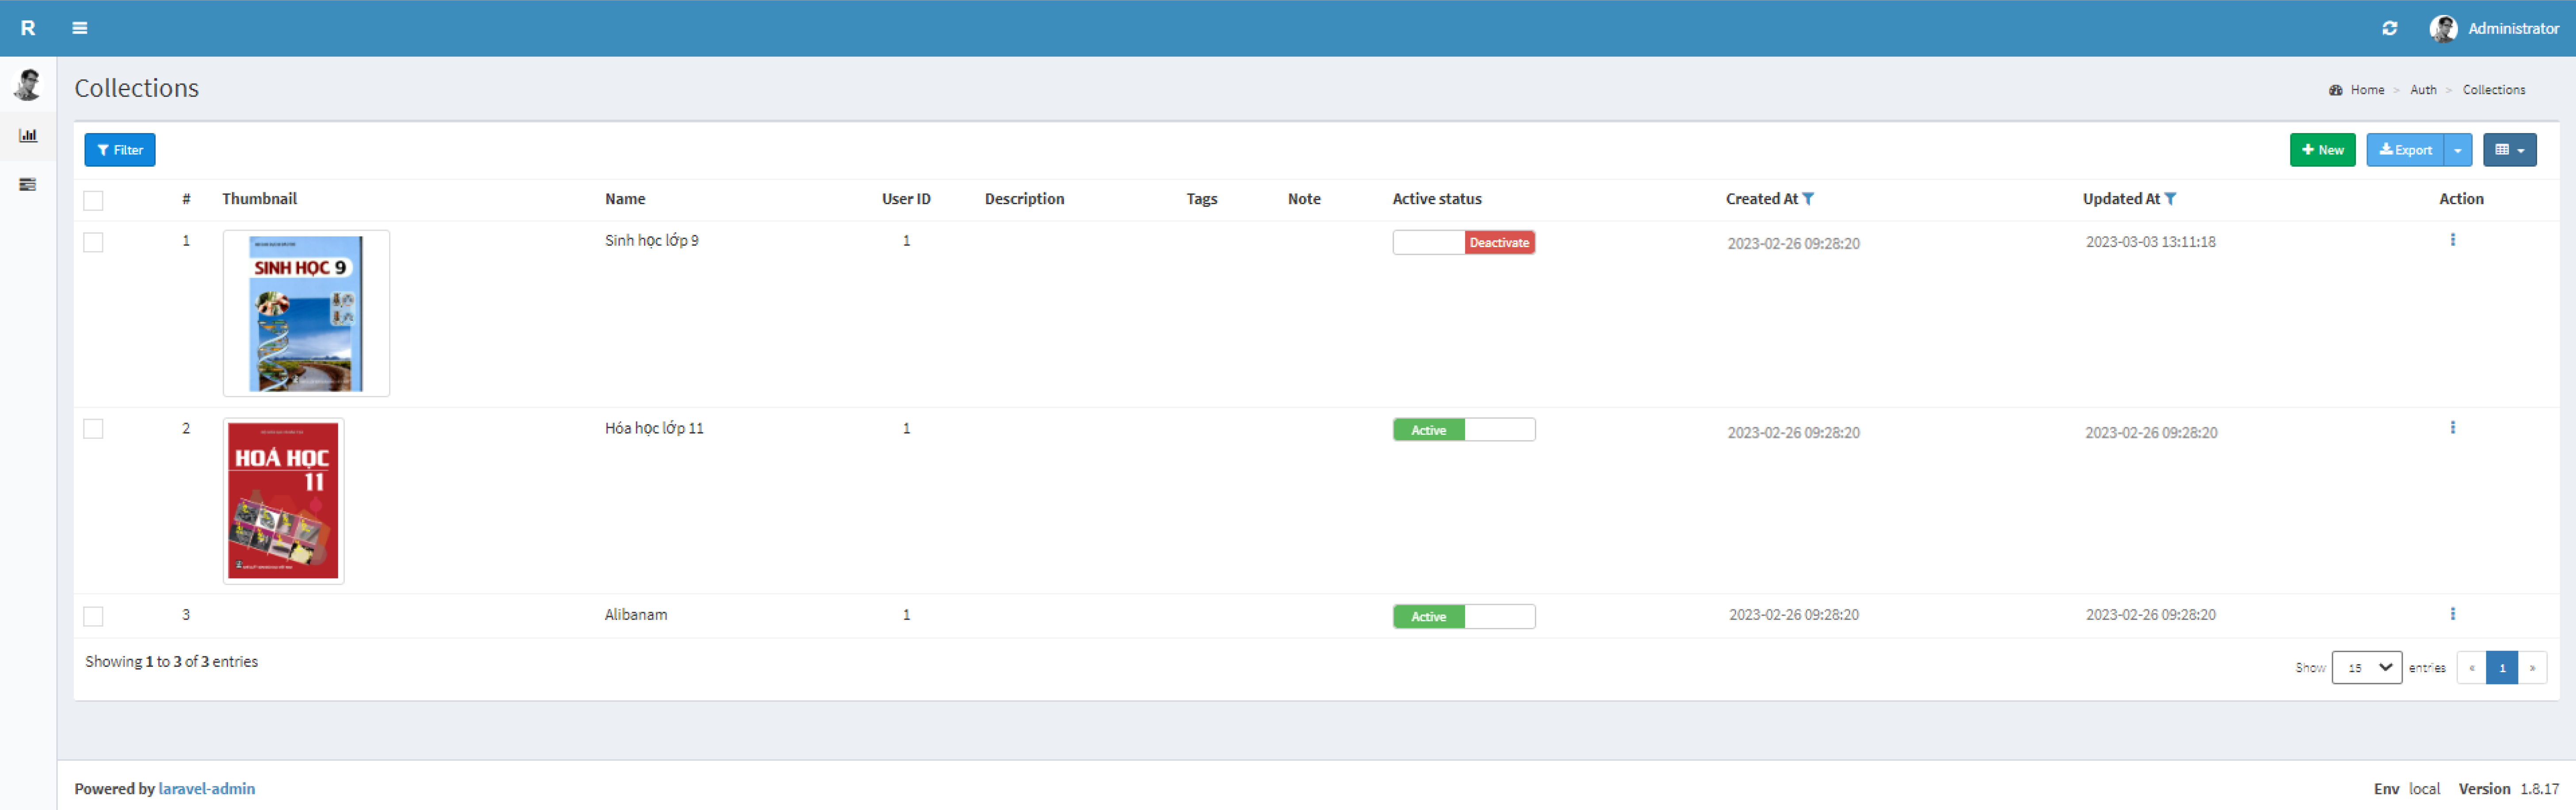 R Administrator
Collections Home > Auth > Collections
Filter New Export
# Thumbnail Name User ID Description Tags Note Active status Created At Updated At Action
1 Sinh học lớp 9 1 Deactivate 2023-02-26 09:28:20 2023-03-03 13:11:18
SINH HỌC 9
2 Hóa học lớp 11 1 Active 2023-02-26 09:28:20 2023-02-26 09:28:20
HOÁ HỌC
11
3 Alibanam 1 Active 2023-02-26 09:28:20 2023-02-26 09:28:20
Showing 1 to 3 of 3 entries Show 15 entries « 1 »
Powered by laravel-admin Env local Version 1.8.17